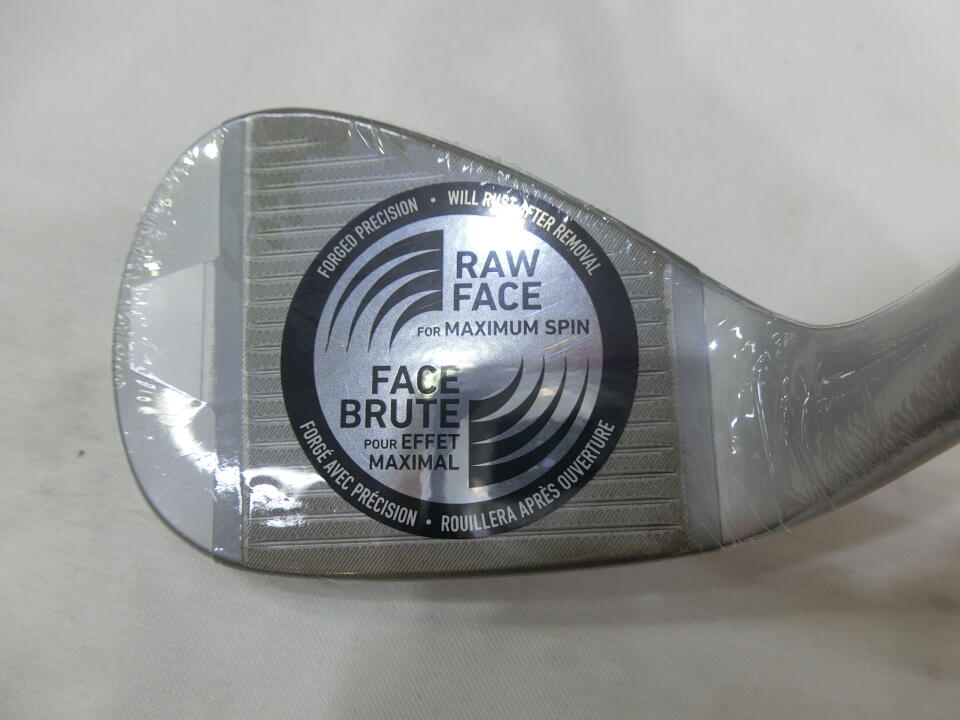 FORGED PRECISION • WILL RUST AFTER REMOVAL
RAW
FACE
FOR MAXIMUM SPIN
FACE
BRUTE
POUR EFFET
MAXIMAL
FORGÉ AVEC PRÉCISION • ROUILLERA APRÈS OUVERTURE